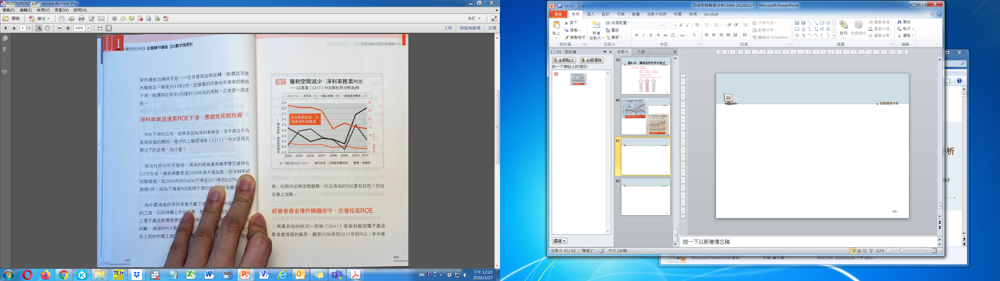 ROEDUPONT.pdf - Adobe Acrobat Pro
檔案(F) 編輯(E) 檢視(V) 視窗(W) 說明(H)
開啟 建立 自訂
2 / 3 132% 工具 填寫和簽署 注釋
1
Part
獲利性分析》企業賺不賺錢 3大數字現原形
爭的續航力通常不足，一旦月營收出現反轉，股價就可能
大幅修正。像是2011年2月，宏達電的月營收年增率即開始
下滑，股價則在同年4月達到1,300元的高點，之後便一路走
跌。
淨利率衰退連累ROE下滑，應避免長期投資
ROE下滑的公司，如果是因為淨利率降低，並不適合作為
長期投資的標的。電子代工龍頭鴻海（2317），ROE呈現長
期往下的走勢，為什麼？
經由杜邦分析可發現，鴻海的總資產周轉率穩定維持在
2.2次左右，權益乘數更是2009年後大幅走高；但淨利率卻
明顯衰退，從2004年的5.62%下滑至2011年的2.37%
超過5成，成為了鴻海ROE長期下滑的元 詳見圖7
為什麼鴻海的淨利率會不斷下滑 中國
的工資，以及持續上升的
上電子產品跌價速度快
判斷，鴻海的ROE要
但上述的中國工資 等
072
財報狗教你挖好股穩賺20%
圖7 獲利空間減少 淨利率拖累ROE
──以鴻海（2317）ROE與杜邦分析為例
ROE（%） 淨利率（%） 權益乘數（倍） 總資產周轉率（次）
2.9 30
2.8 25
2.7
2.6 20
2.5 15
2.4
2.3 10
2.2 5
2.1
2.0 0
權益乘數、總資產周轉率
ROE、淨利率
ROE長期走低，主
因是淨利率衰退
2004 2005 2006 2007 2008 2009 2010 2011
註：統計自2004～2011 資料來源：公開資訊觀測站 整理：財報狗
勢，短期內並無改變趨勢，所以鴻海的ROE要有起色？恐怕
是難上加難。
經營者資金操作轉趨保守，亦會拉低ROE
再看其他的狀況。西柏（3541）是做利基型電子產品
影音處理器的廠商，觀察2006年到2011年的ROE，多半維
073
四版財務報表分析CH06-20200327 - Microsoft PowerPoint
檔案 常用 插入 設計 切換 動畫 投影片放映 校閱 檢視 Acrobat
貼上 剪下 複製 複製格式 剪貼簿
新增投影片 版面配置 重設 章節 投影片
字型
文字方向 對齊文字 轉換成 SmartArt 段落
排列 快速樣式 圖案填滿 圖案外框 圖案效果 繪圖
尋找 取代 選取 編輯
1 / 24 - 剪貼簿
全部貼上 全部清除
按一下要貼上的項目:
選項
投影片 大綱
39
圖6-10 擴張版的杜邦方程式
40
41
42
財務報表分析
•41•
按一下以新增備忘稿
投影片 41/ 42 "簡報1" 中文 (台灣) 62%
析
Microsoft PowerPoint 簡報 作者: 蘇小華 修改日期: 2020/3/26 下午 04:17
TEJ+ sas 14
下午 12:23
2020/3/27